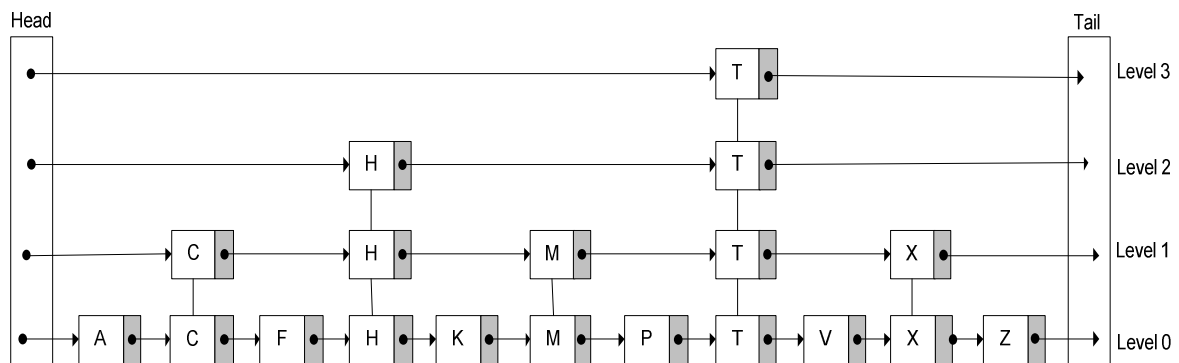 Head
Tail
T
Level 3
H
T
Level 2
C
H
M
T
X
Level 1
A
C
F
H
K
M
P
T
V
X
Z
Level 0